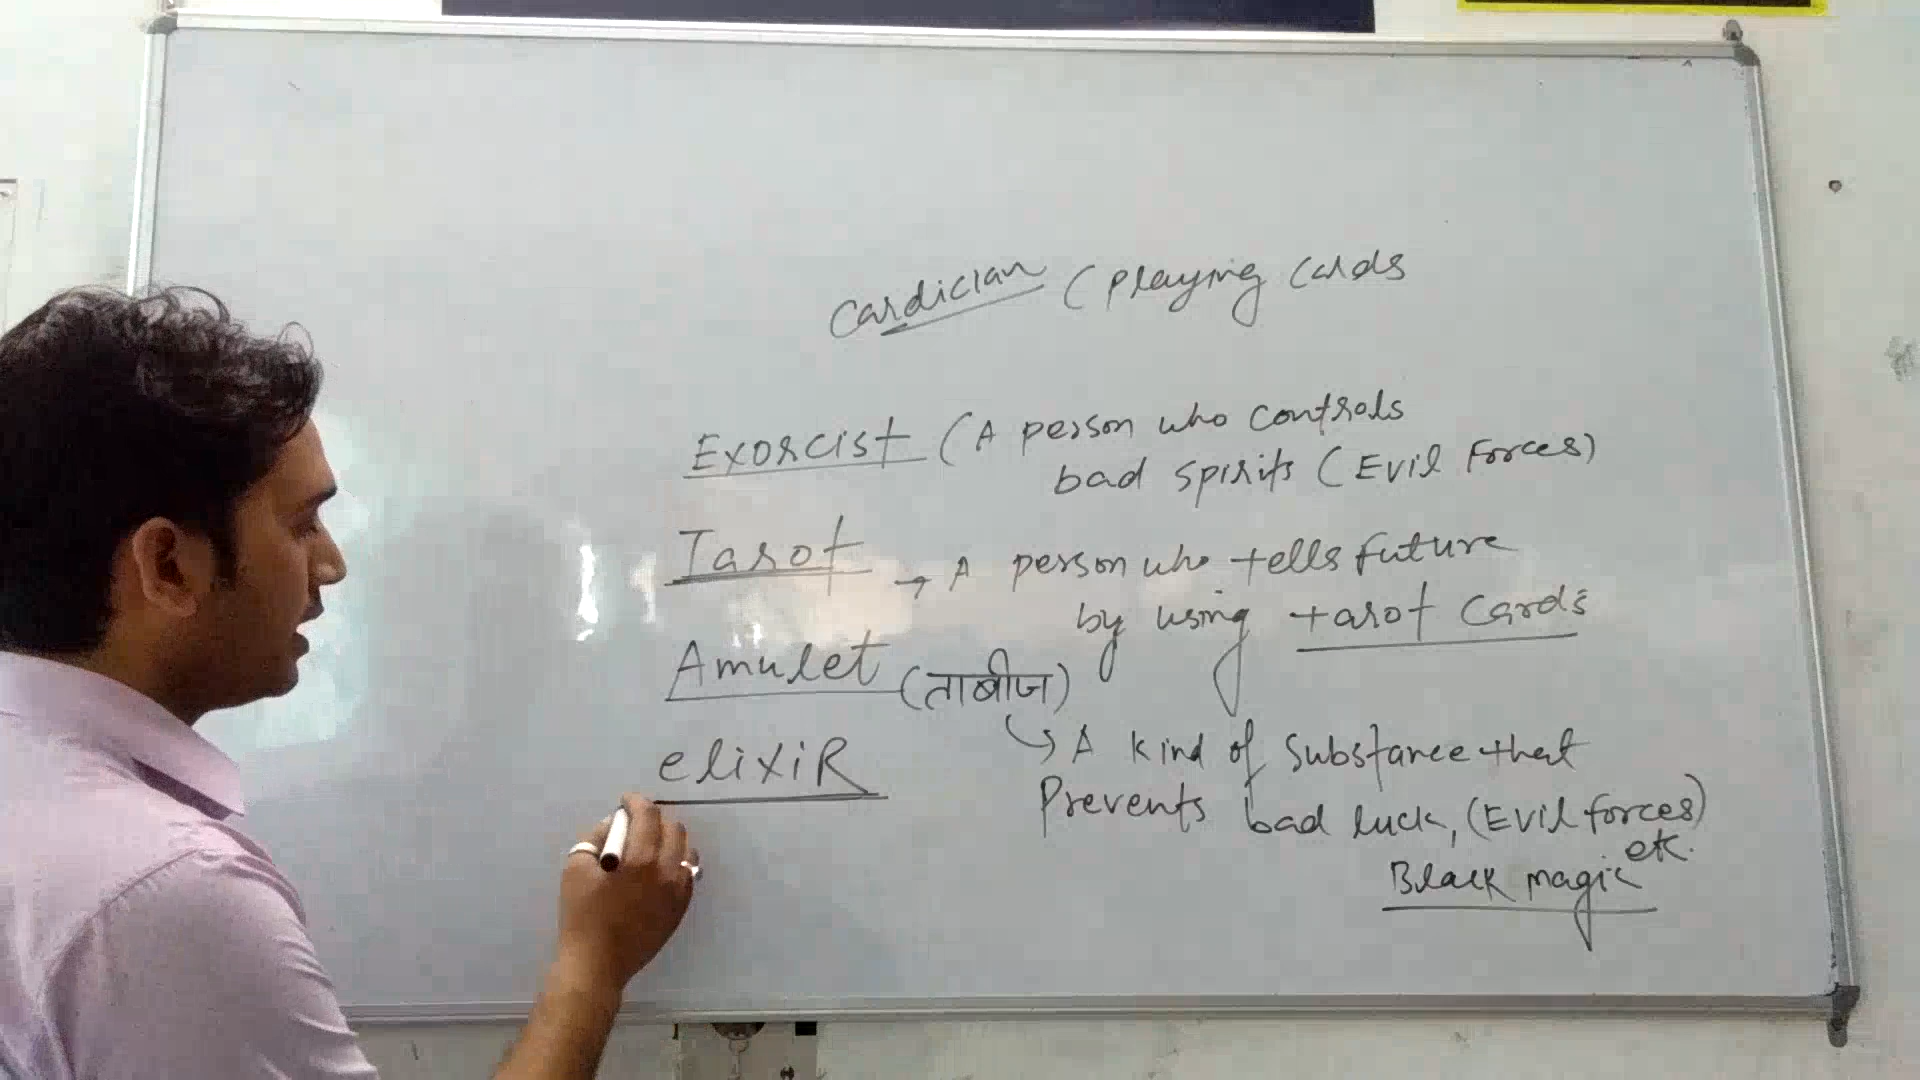 Cardician (Playing Cards
Exorcist (A person who controls
bad spirits (Evil Forces)
Tarot → A person who tells future
by using tarot Cards
Amulet (ताबीज)
↳ A kind of Substance that
elixiR
Prevents bad luck, (Evil forces)
etc.
Black magic